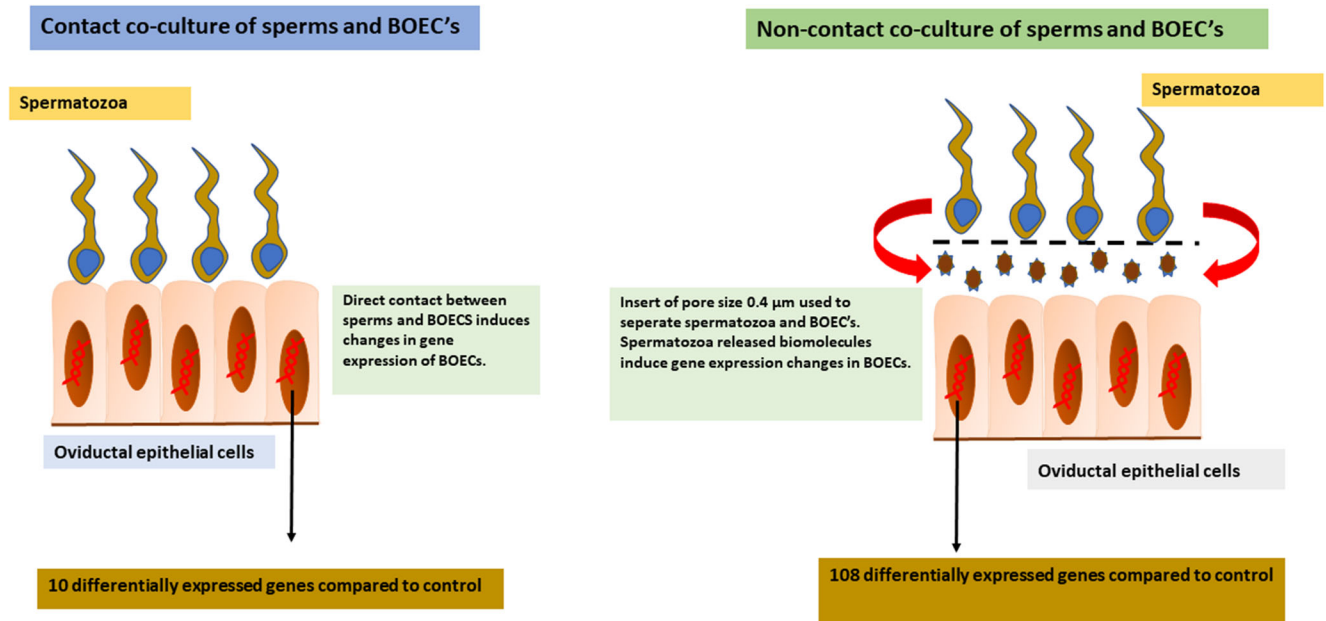 Contact co-culture of sperms and BOEC's
Spermatozoa
Direct contact between
sperms and BOECS induces
changes in gene
expression of BOECs.
Oviductal epithelial cells
10 differentially expressed genes compared to control
Non-contact co-culture of sperms and BOEC's
Spermatozoa
Insert of pore size 0.4 µm used to
seperate spermatozoa and BOEC's.
Spermatozoa released biomolecules
induce gene expression changes in BOECs.
Oviductal epithelial cells
108 differentially expressed genes compared to control